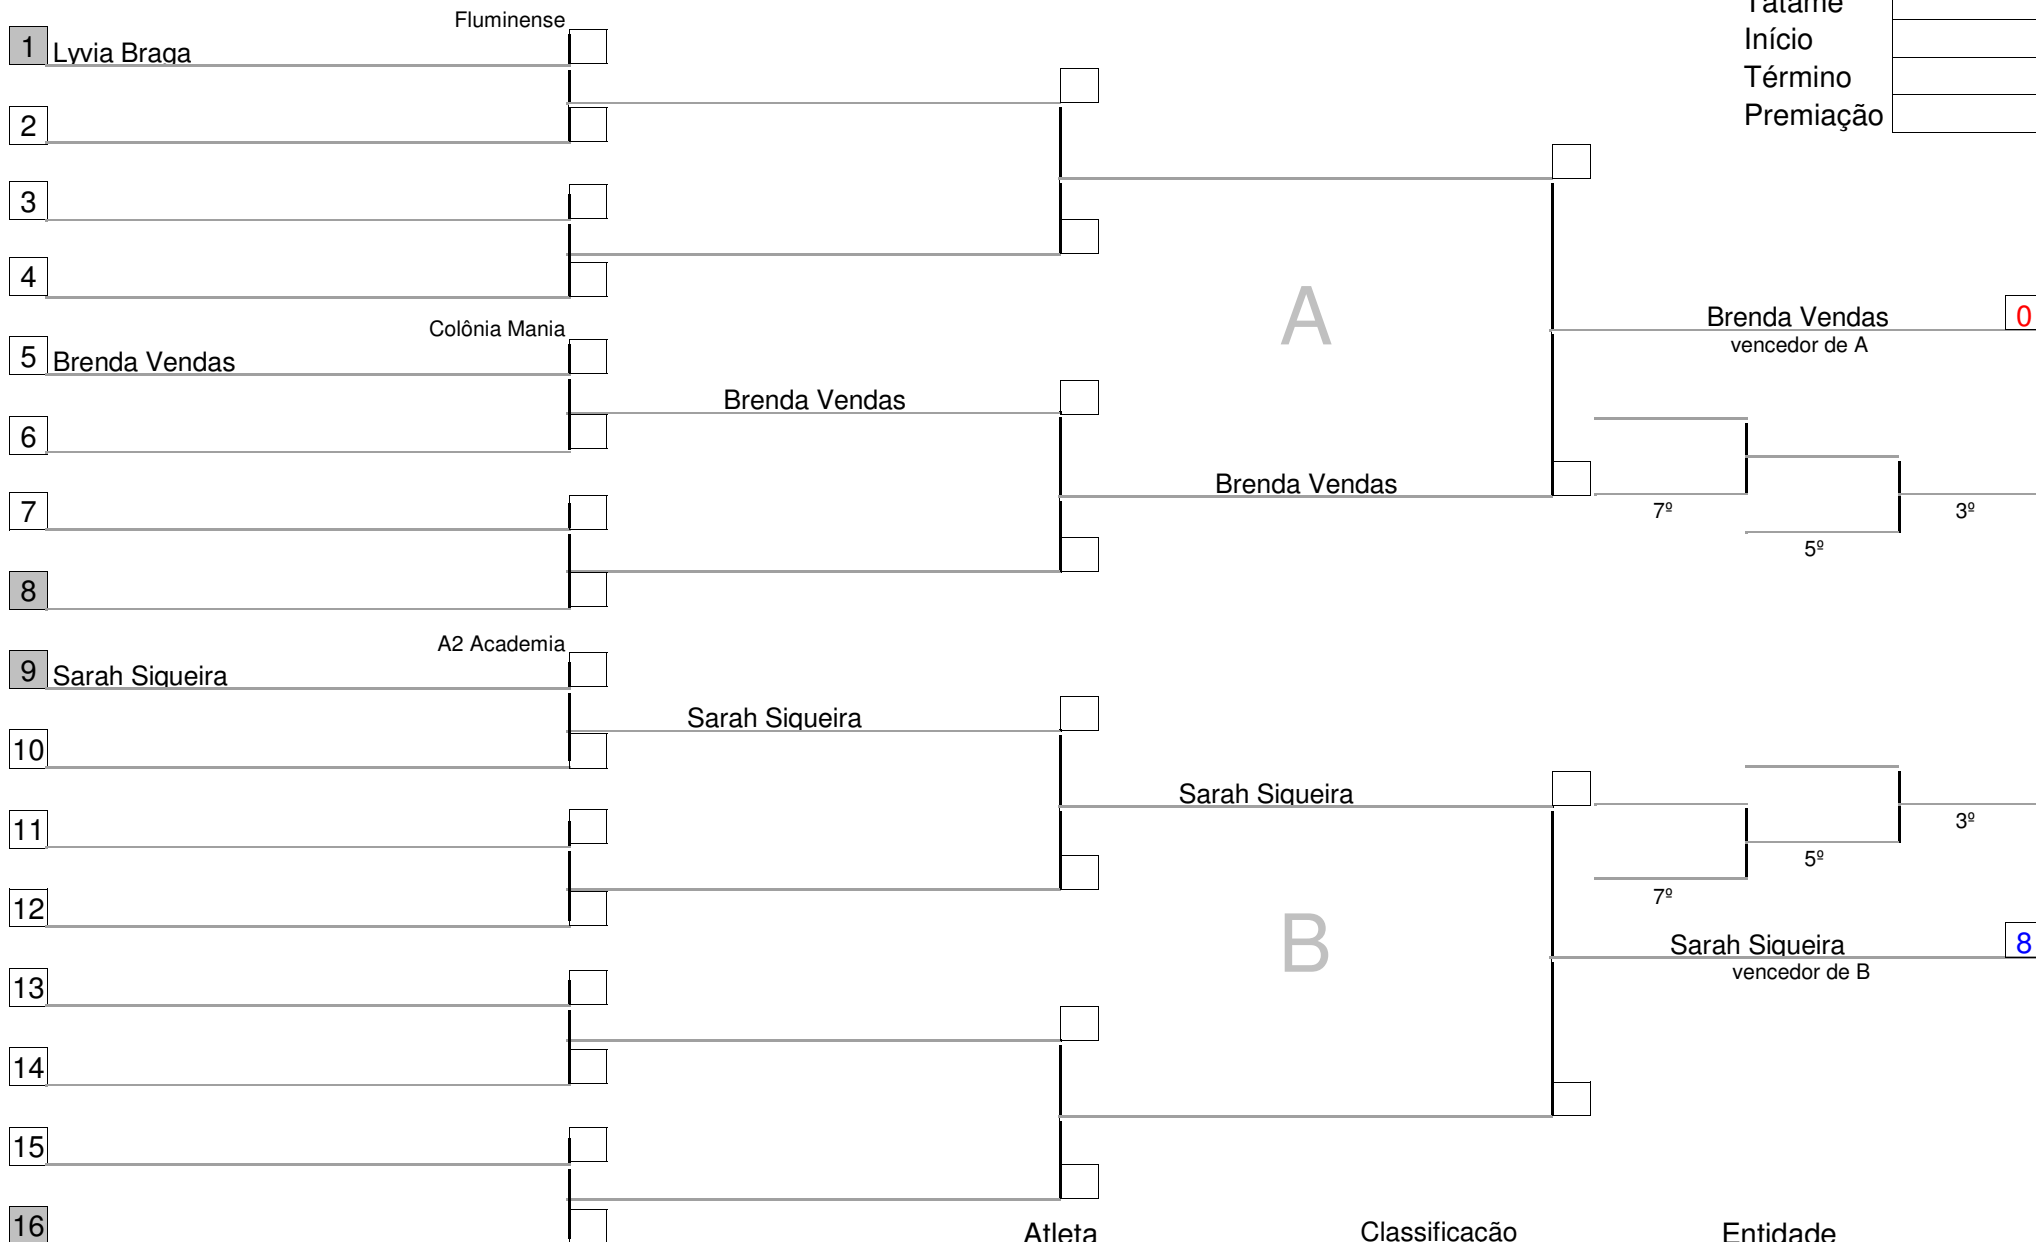 Tatame
Fluminense
1 Lyvia Braga
Início
Término
2
Premiação
3
4
Colônia Mania
A
Brenda Vendas 0
vencedor de A
5 Brenda Vendas
Brenda Vendas
6
Brenda Vendas
7
7º 3º
5º
8
A2 Academia
9 Sarah Siqueira
Sarah Siqueira
10
Sarah Siqueira
11
3º
5º
12
7º
B
Sarah Siqueira 8
vencedor de B
13
14
15
16
Atleta Classificação Entidade